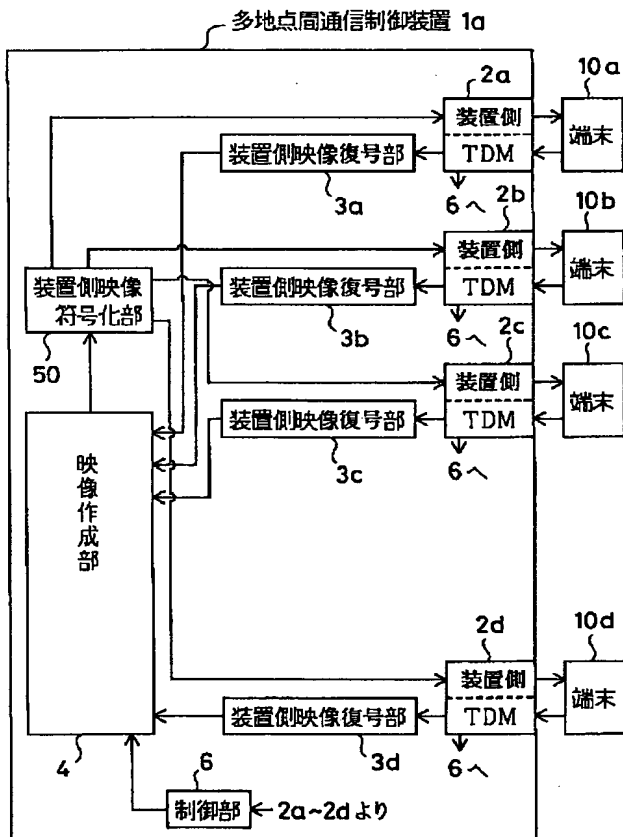 多地点間通信制御装置 1a
2a
10a
装置側
TDM
端末
装置側映像復号部
3a
6へ
2b
10b
装置側
TDM
端末
装置側映像復号部
3b
6へ
装置側映像
符号化部
50
2c
10c
装置側
TDM
端末
装置側映像復号部
3c
6へ
映像作成部
4
2d
10d
装置側
TDM
端末
装置側映像復号部
3d
6へ
6
制御部
2a~2dより